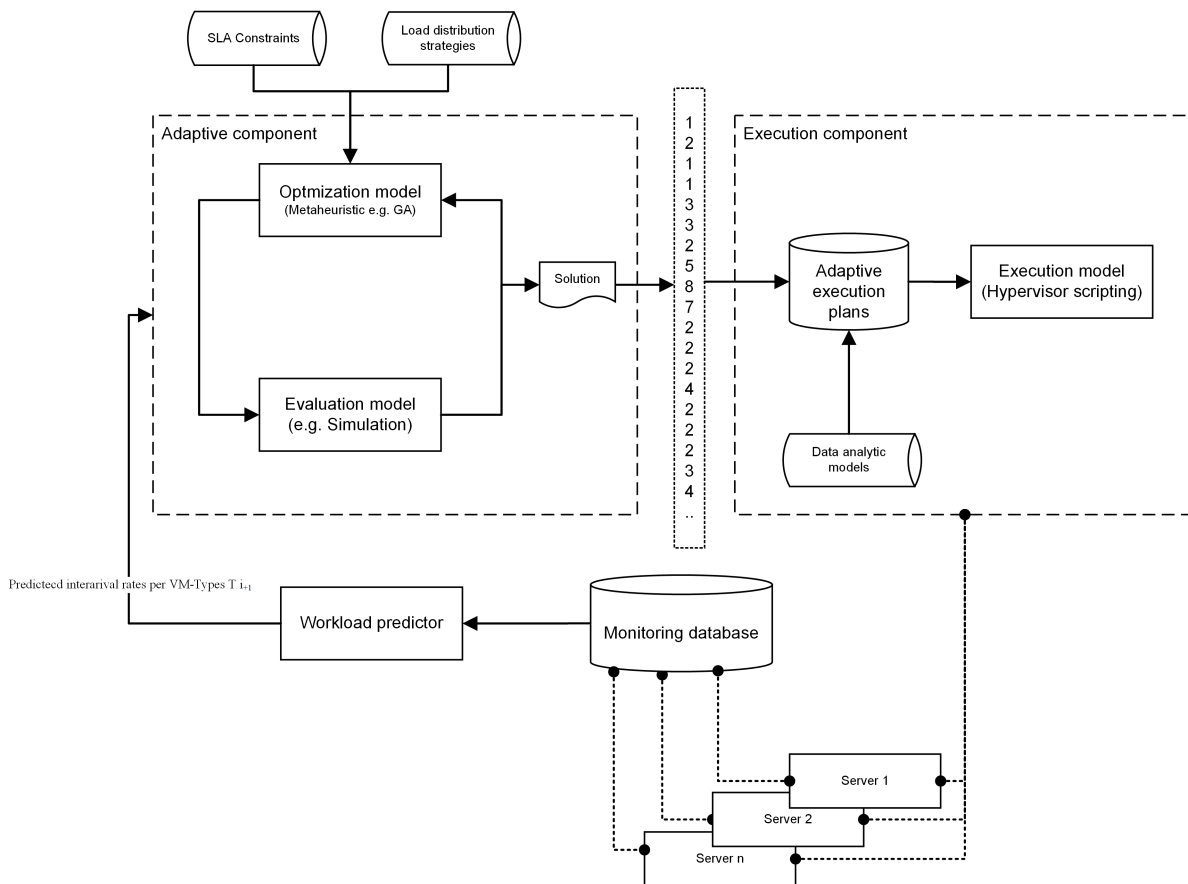 SLA Constraints
Load distribution
strategies
Adaptive component
Optmization model
(Metaheuristic e.g. GA)
Solution
Evaluation model
(e.g. Simulation)
1
2
1
1
3
3
2
5
8
7
2
2
2
4
2
2
2
3
4
..
Execution component
Adaptive
execution
plans
Execution model
(Hypervisor scripting)
Data analytic
models
Predictecd interarival rates per VM-Types T i+1
Workload predictor
Monitoring database
Server 1
Server 2
Server n